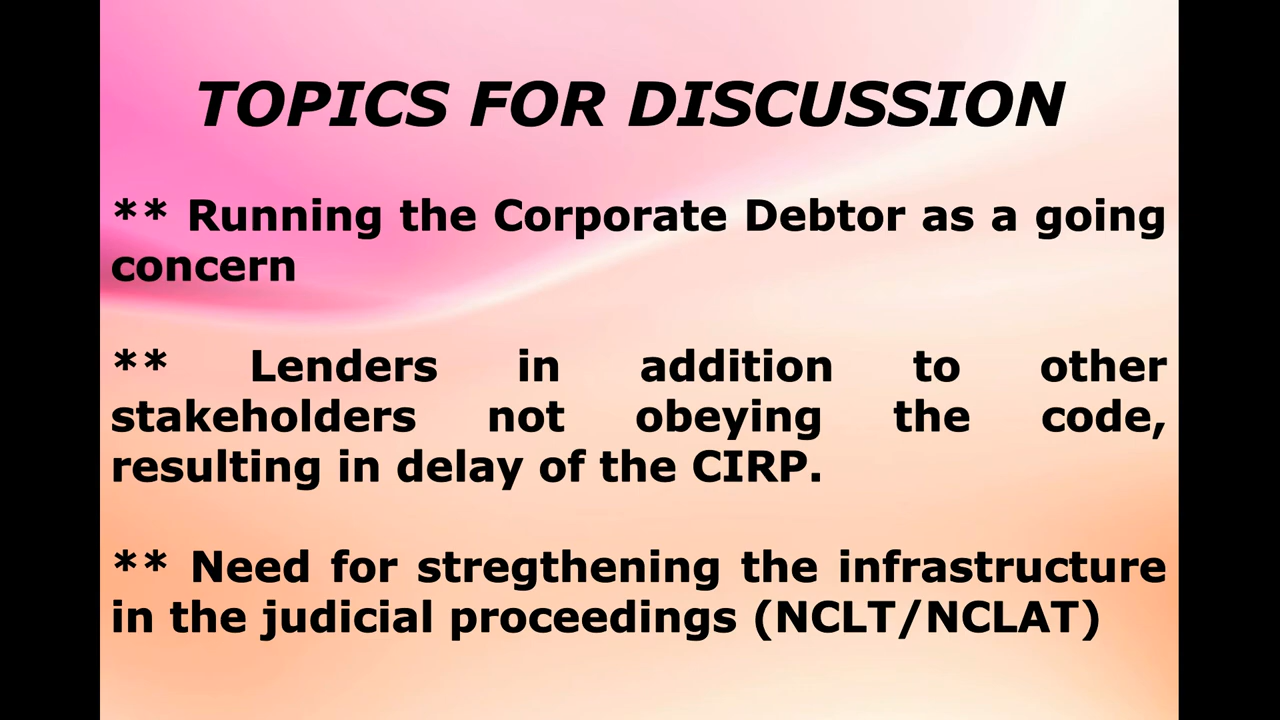 TOPICS FOR DISCUSSION
** Running the Corporate Debtor as a going
concern
** Lenders in addition to other
stakeholders not obeying the code,
resulting in delay of the CIRP.
** Need for stregthening the infrastructure
in the judicial proceedings (NCLT/NCLAT)